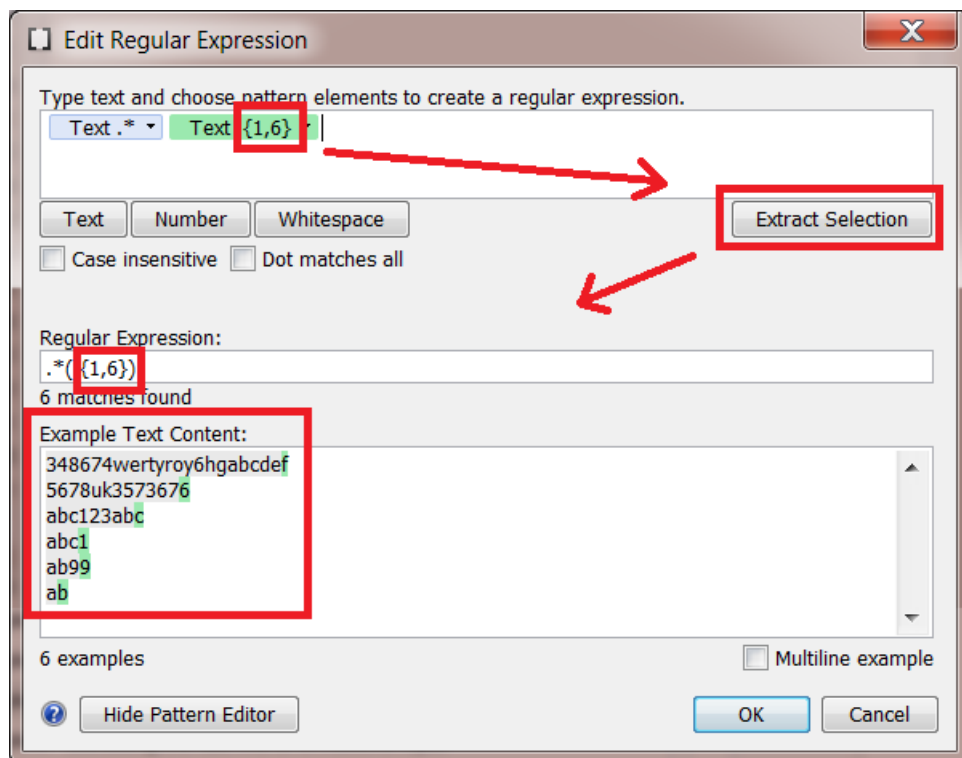 Edit Regular Expression
X
Type text and choose pattern elements to create a regular expression.
Text .* Text {1,6}
Text Number Whitespace Extract Selection
Case insensitive Dot matches all
Regular Expression:
.*( {1,6})
6 matches found
Example Text Content:
348674wertyroy6hgabcdef
5678uk3573676
abc123abc
abc1
ab99
ab
6 examples Multiline example
? Hide Pattern Editor OK Cancel